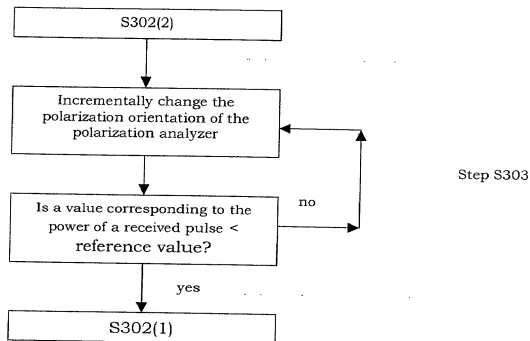 S302(2)
Incrementally change the
polarization orientation of the
polarization analyzer
Step S303
Is a value corresponding to the
power of a received pulse <
reference value?
no
yes
S302(1)